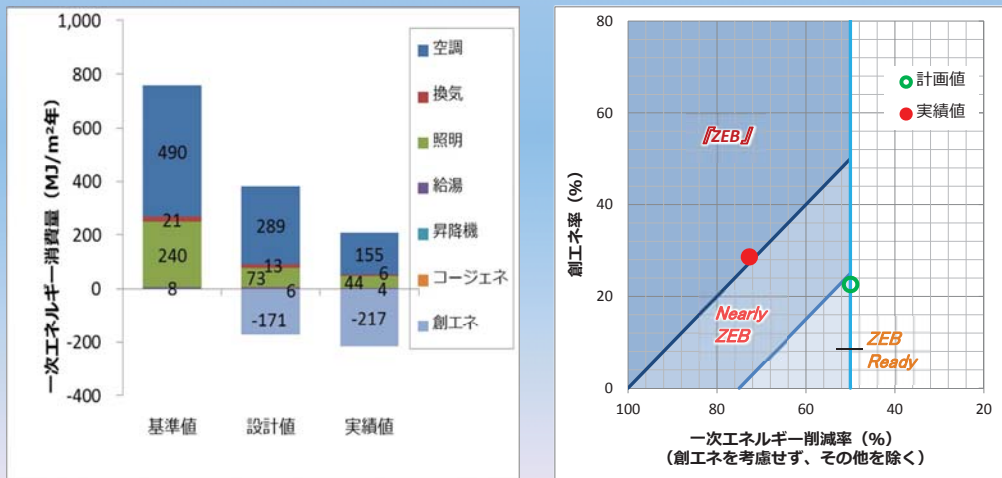 一次エネルギー消費量（MJ/m²年）
1,000
800
600
400
200
0
-200
-400
490
21
240
8
289
13
73
6
-171
155
6
44
4
-217
基準値
設計値
実績値
空調
換気
照明
給湯
昇降機
コージェネ
創エネ
創エネ率（%）
80
60
40
20
0
100
80
60
40
20
計画値
実績値
『ZEB』
Nearly
ZEB
ZEB
Ready
一次エネルギー削減率（%）
（創エネを考慮せず、その他を除く）